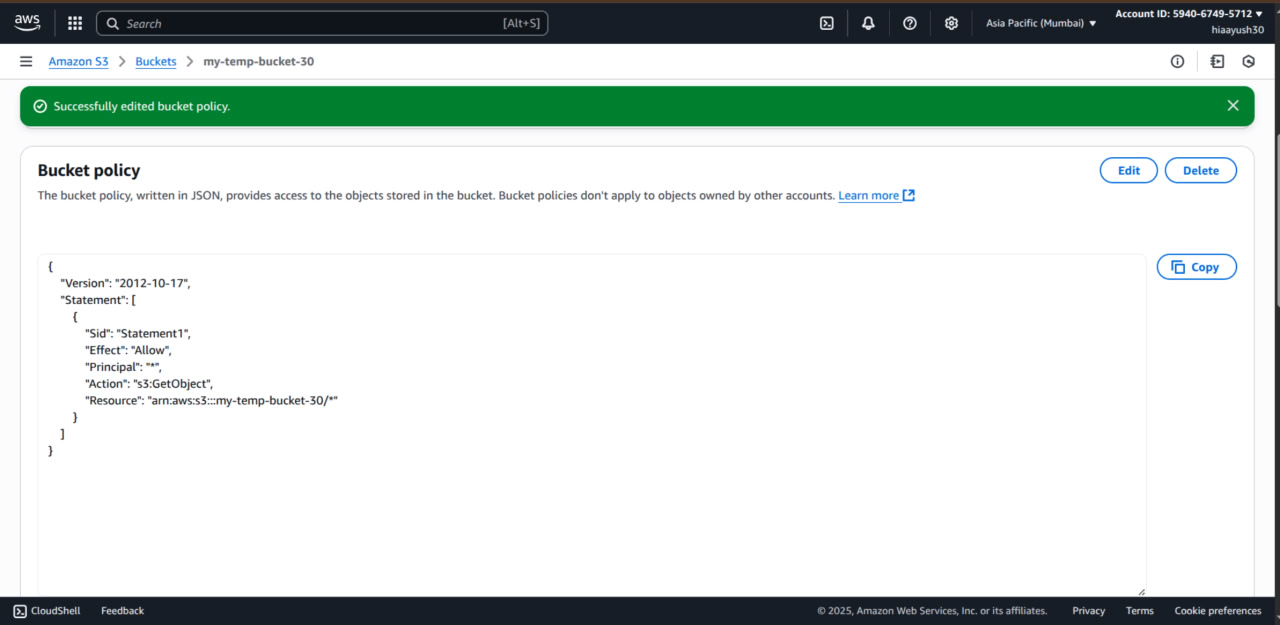 aws
Search [Alt+S]
Asia Pacific (Mumbai)
Account ID: 5940-6749-5712
hiaayush30
Amazon S3 > Buckets > my-temp-bucket-30
Successfully edited bucket policy.
Bucket policy
Edit
Delete
The bucket policy, written in JSON, provides access to the objects stored in the bucket. Bucket policies don't apply to objects owned by other accounts. Learn more
Copy
{
"Version": "2012-10-17",
"Statement": [
{
"Sid": "Statement1",
"Effect": "Allow",
"Principal": "*",
"Action": "s3:GetObject",
"Resource": "arn:aws:s3:::my-temp-bucket-30/*"
}
]
}
CloudShell
Feedback
© 2025, Amazon Web Services, Inc. or its affiliates.
Privacy
Terms
Cookie preferences